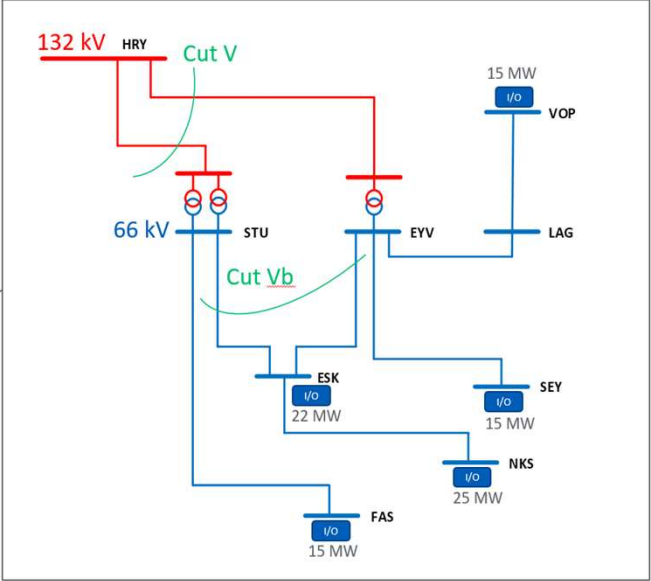 132 kV HRY
Cut V
15 MW
I/O
VOP
66 kV STU
EYV
LAG
Cut Vb
ESK
I/O
22 MW
SEY
I/O
15 MW
NKS
I/O
25 MW
FAS
I/O
15 MW